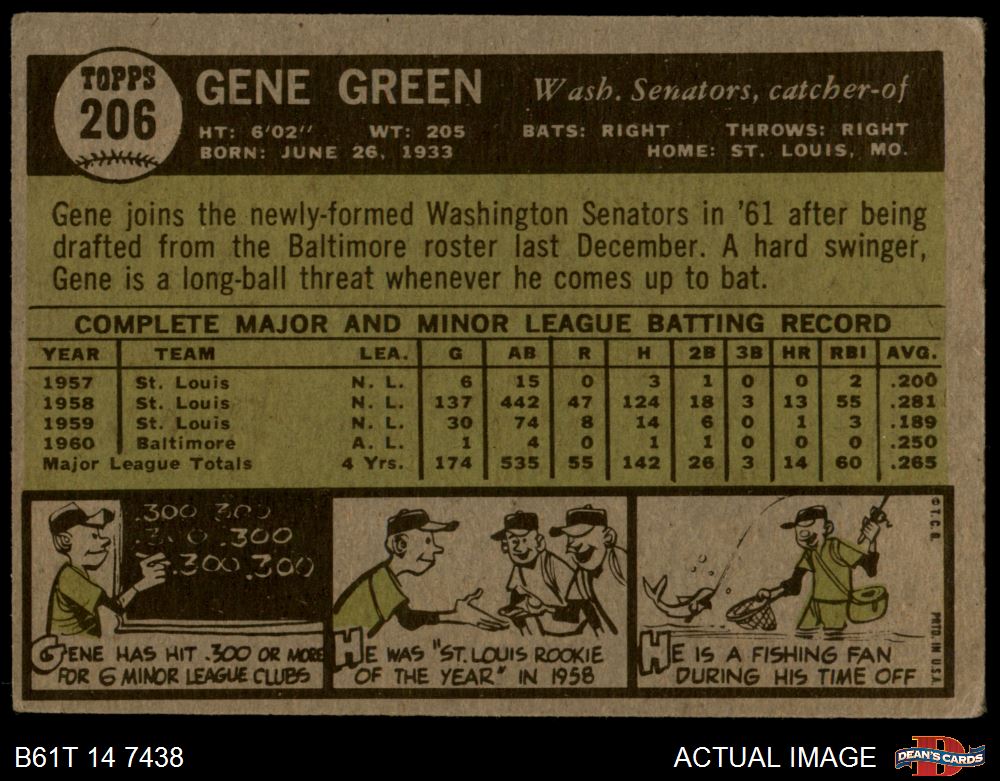 TOPPS
206
GENE GREEN
Wash. Senators, catcher-of
HT: 6'02" WT: 205 BATS: RIGHT THROWS: RIGHT
BORN: JUNE 26, 1933 HOME: ST. LOUIS, MO.
Gene joins the newly-formed Washington Senators in '61 after being
drafted from the Baltimore roster last December. A hard swinger,
Gene is a long-ball threat whenever he comes up to bat.
COMPLETE MAJOR AND MINOR LEAGUE BATTING RECORD
YEAR TEAM LEA. G AB R H 2B 3B HR RBI AVG.
1957 St. Louis N. L. 6 15 0 3 1 0 0 2 .200
1958 St. Louis N. L. 137 442 47 124 18 3 13 55 .281
1959 St. Louis N. L. 30 74 8 14 6 0 1 3 .189
1960 Baltimore A. L. 1 4 0 1 1 0 0 0 .250
Major League Totals 4 Yrs. 174 535 55 142 26 3 14 60 .265
.300 300
.300
.300 .300
GENE HAS HIT .300 OR MORE
FOR 6 MINOR LEAGUE CLUBS
HE WAS "ST. LOUIS ROOKIE
OF THE YEAR" IN 1958
HE IS A FISHING FAN
DURING HIS TIME OFF
© T. C. G.
PRTD. IN U.S.A.
B61T 14 7438
ACTUAL IMAGE
D
DEAN'S CARDS